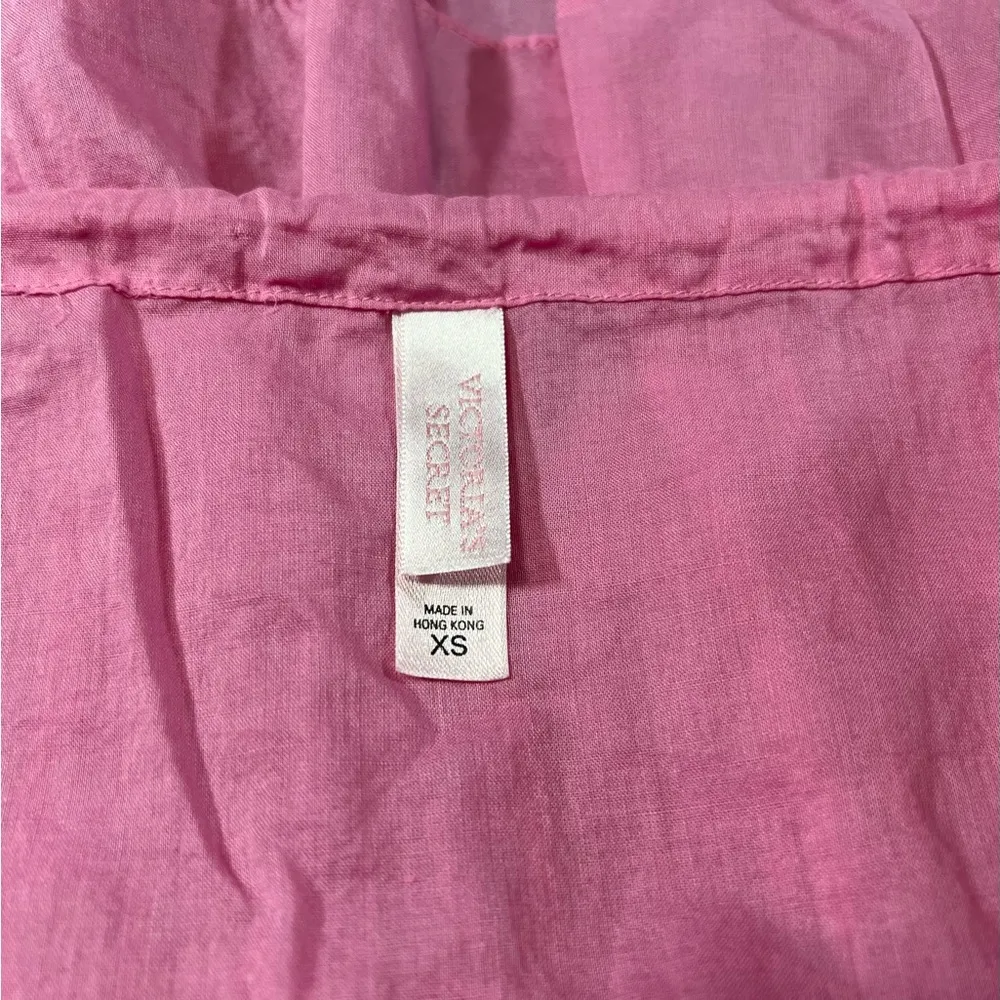 VICTORIA'S
SECRET
MADE IN
HONG KONG
XS